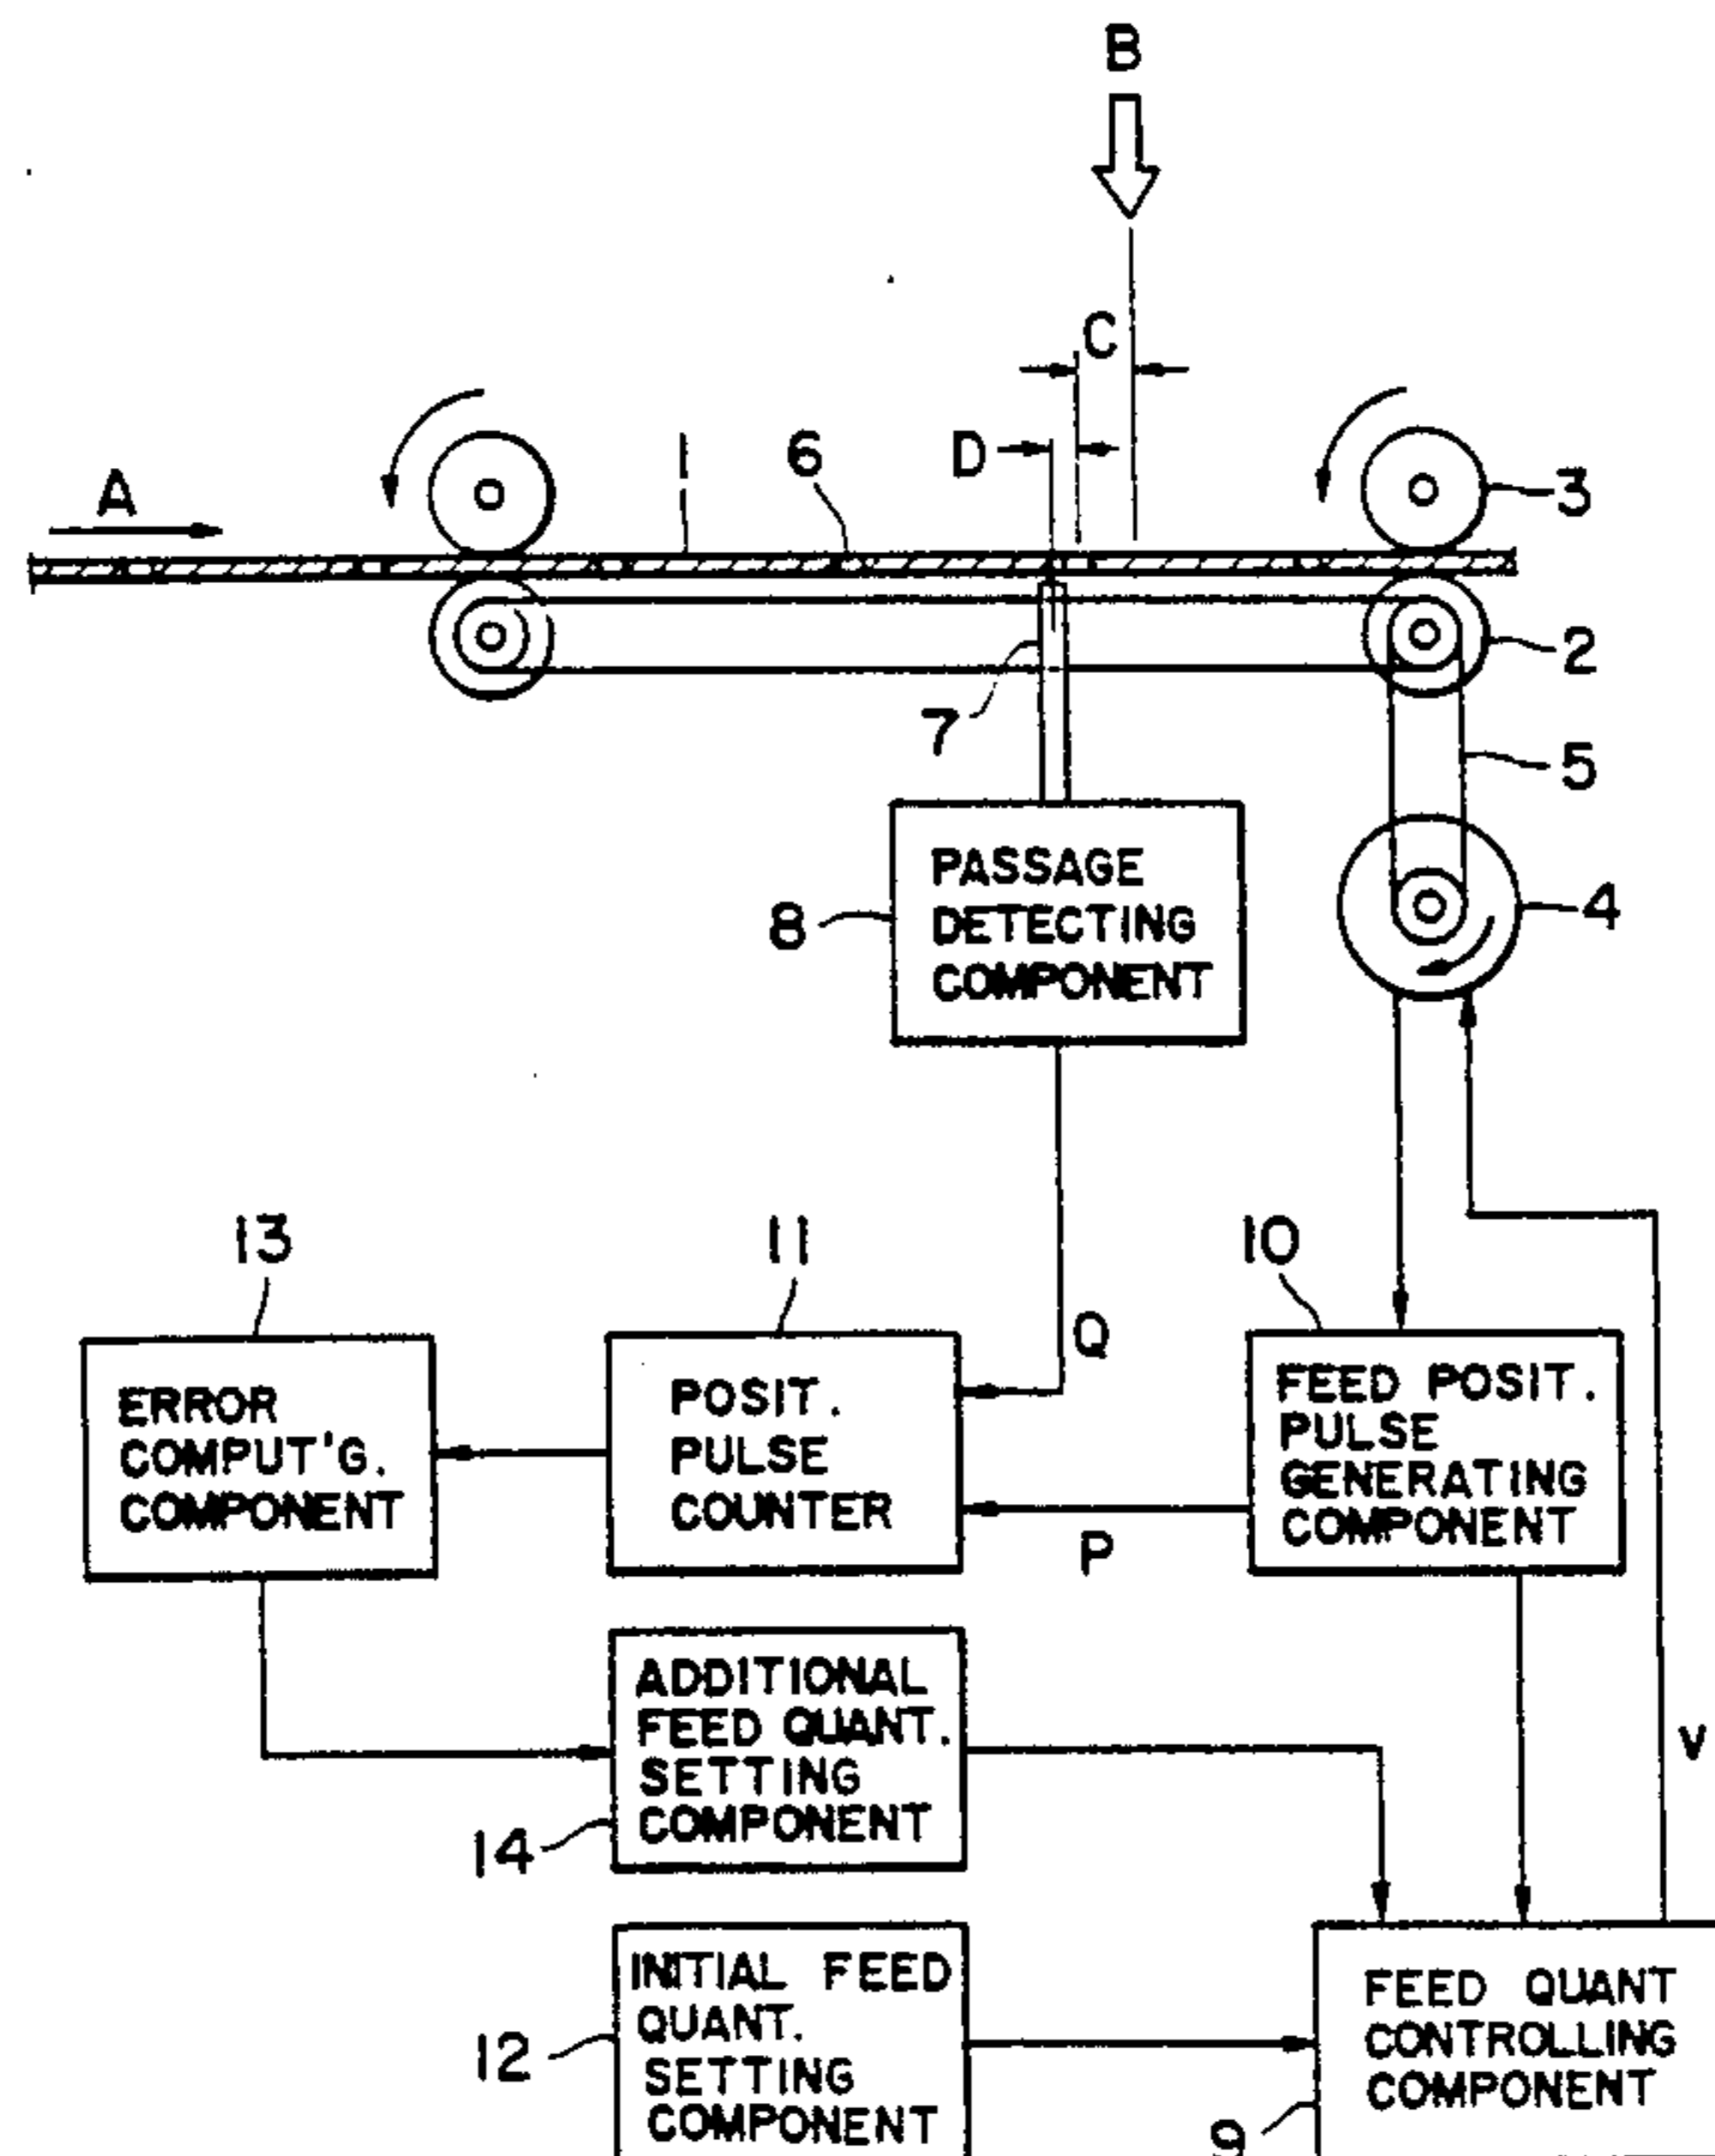 B
C
D
1
6
3
A
2
7
5
PASSAGE
DETECTING
COMPONENT
8
4
13
11
10
Q
ERROR
COMPUT'G.
COMPONENT
POSIT.
PULSE
COUNTER
FEED POSIT.
PULSE
GENERATING
COMPONENT
P
ADDITIONAL
FEED QUANT.
SETTING
COMPONENT
14
V
INITIAL FEED
QUANT.
SETTING
COMPONENT
12
FEED QUANT
CONTROLLING
COMPONENT
9